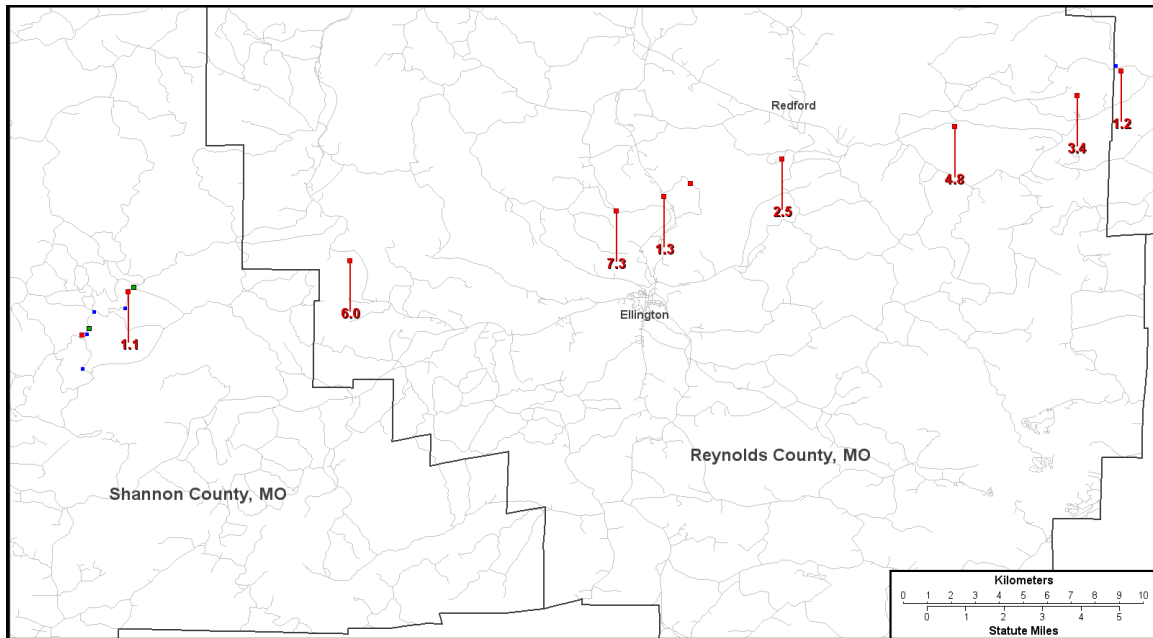 Redford
1.2
3.4
4.8
2.5
1.3
7.3
6.0
Ellington
1.1
Reynolds County, MO
Shannon County, MO
Kilometers
0 1 2 3 4 5 6 7 8 9 10
0 1 2 3 4 5
Statute Miles